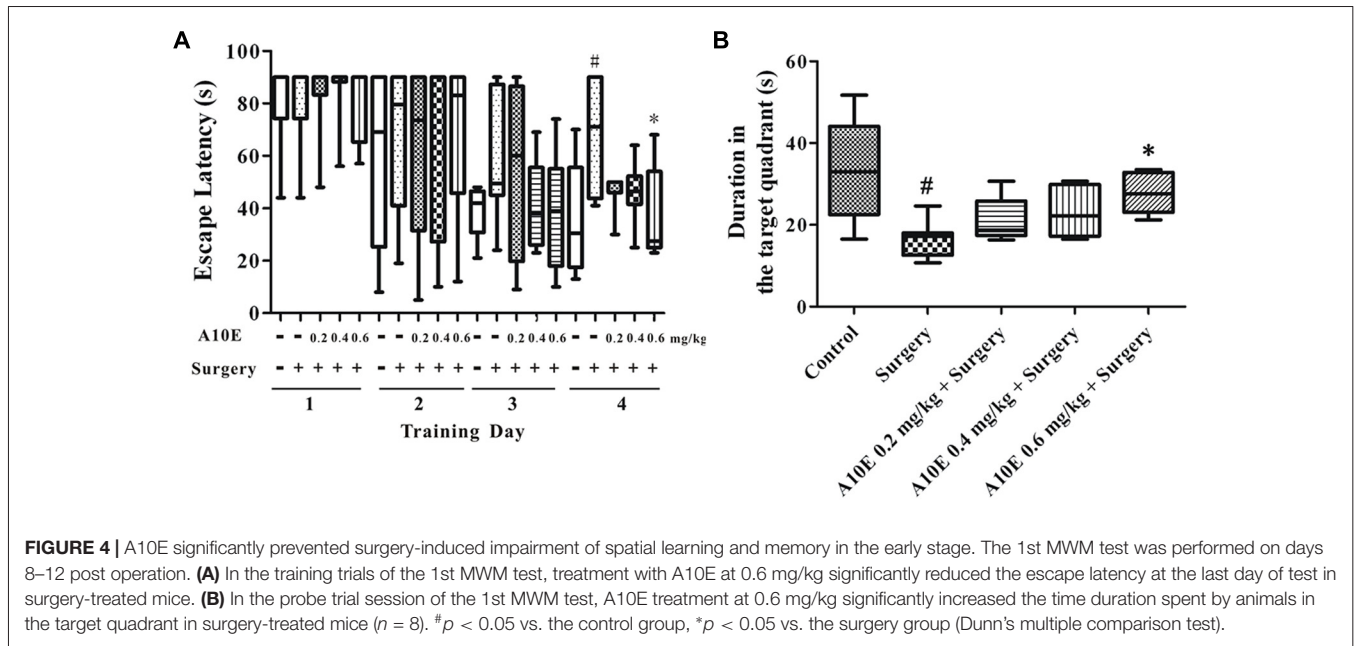 A
B
Escape Latency (s)
100
80
60
40
20
0
#
*
A10E - - 0.2 0.4 0.6 - - 0.2 0.4 0.6 - - 0.2 0.4 0.6 - - 0.2 0.4 0.6 mg/kg
Surgery - + + + + - + + + + - + + + + - + + + +
1 2 3 4
Training Day
Duration in
the target quadrant (s)
60
40
20
0
#
*
Control
Surgery
A10E 0.2 mg/kg + Surgery
A10E 0.4 mg/kg + Surgery
A10E 0.6 mg/kg + Surgery
FIGURE 4 | A10E significantly prevented surgery-induced impairment of spatial learning and memory in the early stage. The 1st MWM test was performed on days
8–12 post operation. (A) In the training trials of the 1st MWM test, treatment with A10E at 0.6 mg/kg significantly reduced the escape latency at the last day of test in
surgery-treated mice. (B) In the probe trial session of the 1st MWM test, A10E treatment at 0.6 mg/kg significantly increased the time duration spent by animals in
the target quadrant in surgery-treated mice (n = 8). #p < 0.05 vs. the control group, *p < 0.05 vs. the surgery group (Dunn's multiple comparison test).